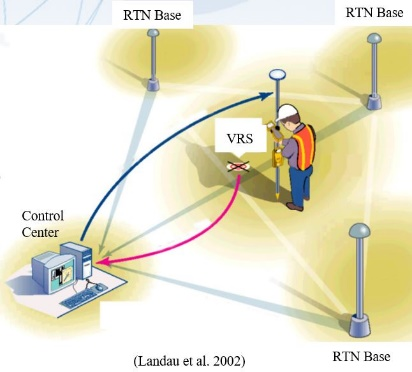 RTN Base
RTN Base
VRS
Control
Center
RTN Base
(Landau et al. 2002)